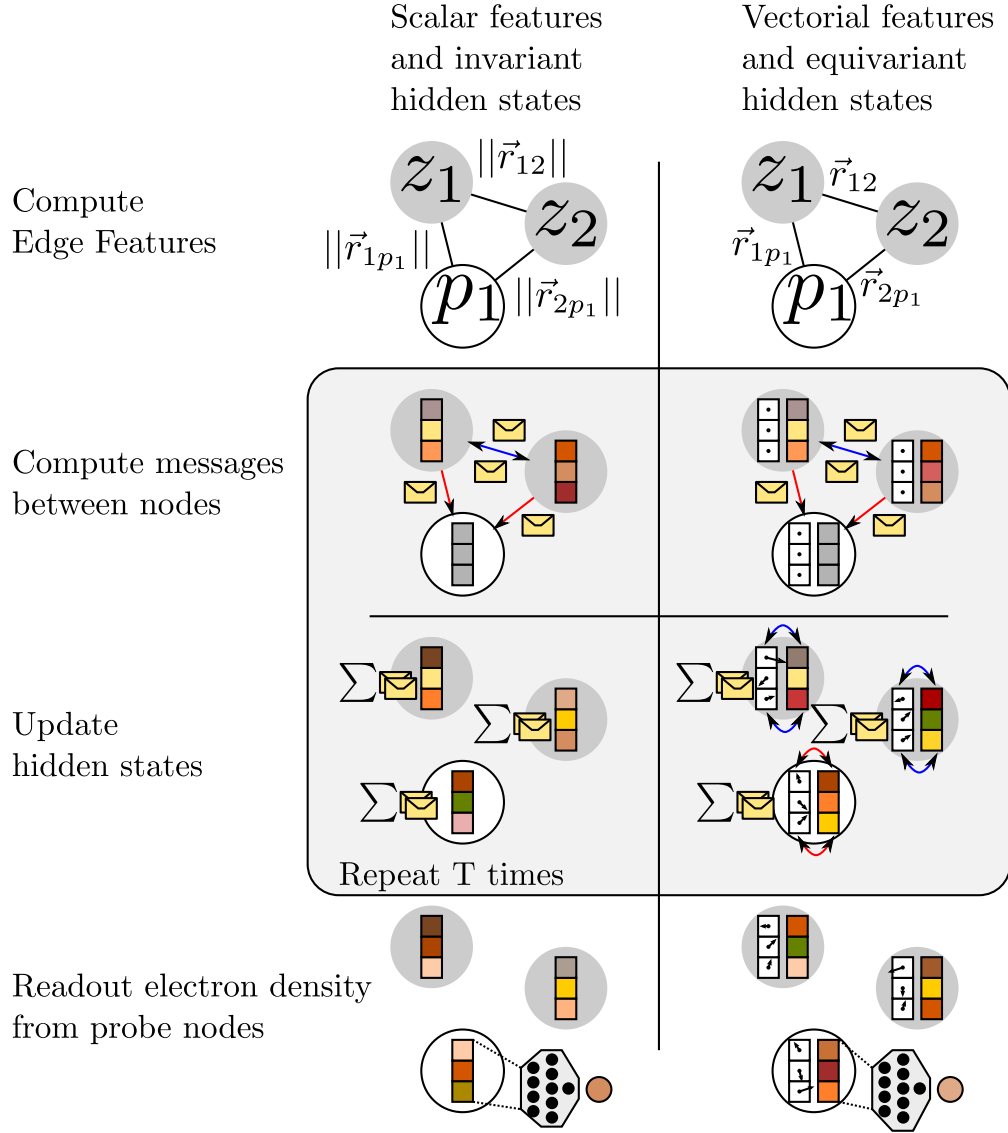 Scalar features
and invariant
hidden states
Vectorial features
and equivariant
hidden states
Compute
Edge Features
z₁
||r⃗₁₂||
z₂
||r⃗₁ₚ₁||
p₁
||r⃗₂ₚ₁||
z₁
r⃗₁₂
z₂
r⃗₁ₚ₁
p₁
r⃗₂ₚ₁
Compute messages
between nodes
Update
hidden states
∑
∑
∑
∑
∑
∑
Repeat T times
Readout electron density
from probe nodes